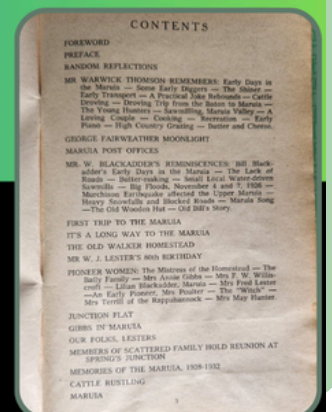 CONTENTS
FOREWORD
PREFACE
RANDOM REFLECTIONS
MR WARWICK THOMSON REMEMBERS: Early Days in
the Maruia — Some Early Diggers — The Shiner —
Early Transport — A Practical Joke Rebounds — Cattle
Droving — Droving Trip from the Baton to Maruia —
The Young Hunters — Sawmilling, Maruia Valley — A
Loving Couple — Cooking — Recreation — Early
Piano — High Country Grazing — Butter and Cheese.
GEORGE FAIRWEATHER MOONLIGHT
MARUIA POST OFFICES
MR. W. BLACKADDER'S REMINISCENCES: Bill Black-
adder's Early Days in the Maruia — The Lack of
Roads — Butter-making — Small Local Water-driven
Sawmills — Big Floods, November 4 and 7, 1926 —
Murchison Earthquake affected the Upper Maruia —
Heavy Snowfalls and Blocked Roads — Maruia Song
—The Old Wooden Hut — Old Bill's Story.
FIRST TRIP TO THE MARUIA
IT'S A LONG WAY TO THE MARUIA
THE OLD WALKER HOMESTEAD
MR W. J. LESTER'S 80th BIRTHDAY
PIONEER WOMEN: The Mistress of the Homestead — The
Baily Family — Mrs Annie Gibbs — Mrs F. W. Willis-
croft — Lilian Blackadder, Maruia — Mrs Fred Lester
—An Early Pioneer, Mrs Poulter — The "Witch" —
Mrs Terrill of the Rappahannock — Mrs May Hunter.
JUNCTION FLAT
GIBBS IN MARUIA
OUR FOLKS, LESTERS
MEMBERS OF SCATTERED FAMILY HOLD REUNION AT
SPRING'S JUNCTION
MEMORIES OF THE MARUIA, 1928-1932
CATTLE RUSTLING
MARUIA